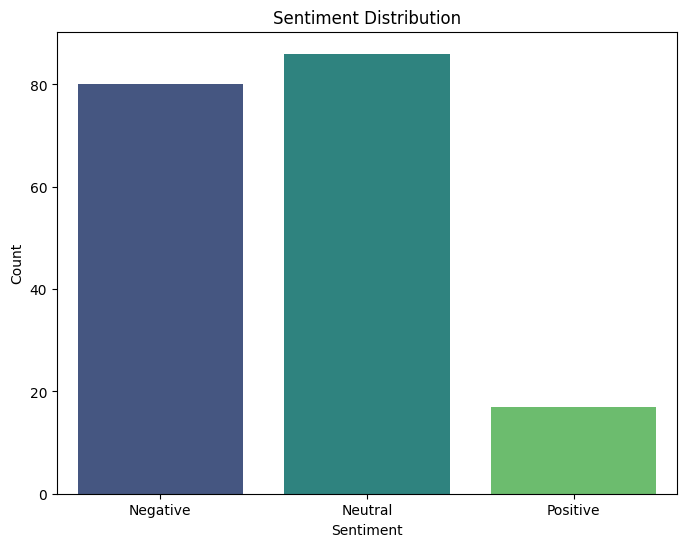 Sentiment Distribution
80
60
40
20
0
Count
Negative Neutral Positive
Sentiment